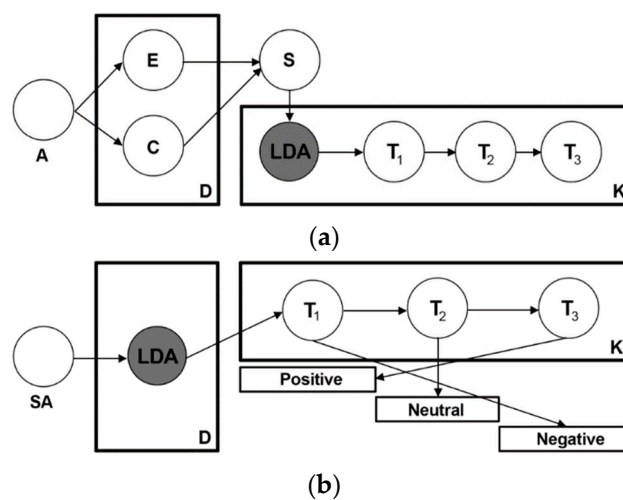 E
S
A
C
LDA
T1
T2
T3
D
K
(a)
T1
T2
T3
LDA
K
SA
Positive
D
Neutral
Negative
(b)